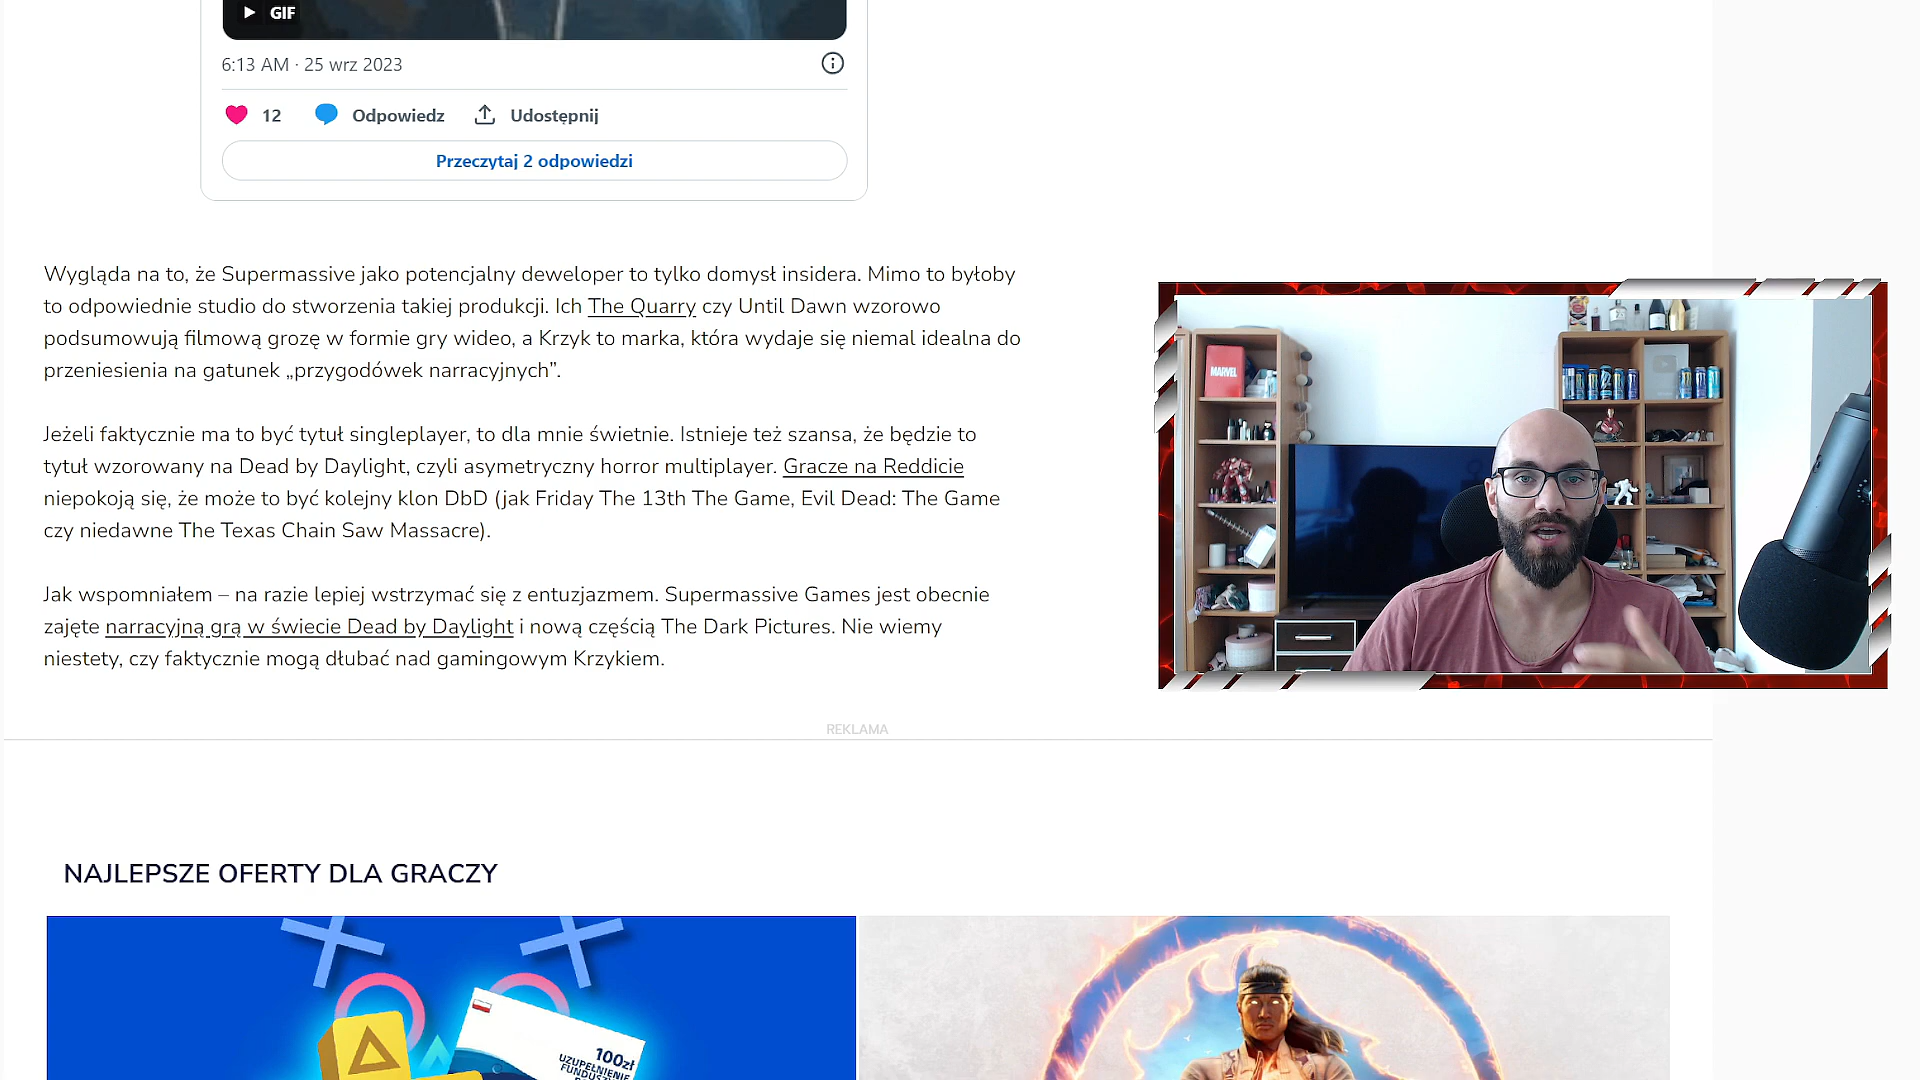 GIF
6:13 AM · 25 wrz 2023
12 Odpowiedz Udostępnij
Przeczytaj 2 odpowiedzi
Wygląda na to, że Supermassive jako potencjalny deweloper to tylko domysł insidera. Mimo to byłoby
to odpowiednie studio do stworzenia takiej produkcji. Ich The Quarry czy Until Dawn wzorowo
podsumowują filmową grozę w formie gry wideo, a Krzyk to marka, która wydaje się niemal idealna do
przeniesienia na gatunek „przygodówek narracyjnych”.
Jeżeli faktycznie ma to być tytuł singleplayer, to dla mnie świetnie. Istnieje też szansa, że będzie to
tytuł wzorowany na Dead by Daylight, czyli asymetryczny horror multiplayer. Gracze na Reddicie
niepokoją się, że może to być kolejny klon DbD (jak Friday The 13th The Game, Evil Dead: The Game
czy niedawne The Texas Chain Saw Massacre).
Jak wspomniałem – na razie lepiej wstrzymać się z entuzjazmem. Supermassive Games jest obecnie
zajęte narracyjną grą w świecie Dead by Daylight i nową częścią The Dark Pictures. Nie wiemy
niestety, czy faktycznie mogą dłubać nad gamingowym Krzykiem.
MARVEL
REKLAMA
NAJLEPSZE OFERTY DLA GRACZY
100zł
UZUPEŁNIENIE